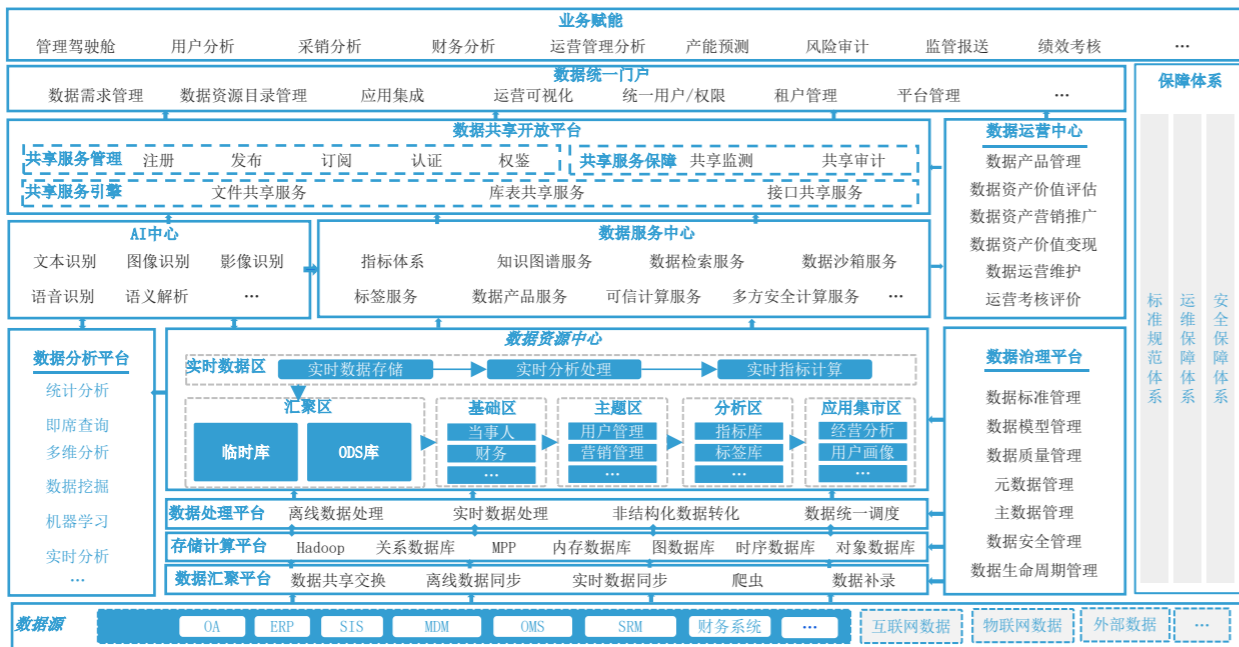 业务赋能
管理驾驶舱 用户分析 采销分析 财务分析 运营管理分析 产能预测 风险审计 监管报送 绩效考核 …
数据统一门户
数据需求管理 数据资源目录管理 应用集成 运营可视化 统一用户/权限 租户管理 平台管理 …
数据共享开放平台
共享服务管理 注册 发布 订阅 认证 权鉴
共享服务保障 共享监测 共享审计
共享服务引擎 文件共享服务 库表共享服务 接口共享服务
数据运营中心
数据产品管理
数据资产价值评估
数据资产营销推广
数据资产价值变现
数据运营维护
运营考核评价
AI中心
文本识别 图像识别 影像识别
语音识别 语义解析 …
数据服务中心
指标体系 知识图谱服务 数据检索服务 数据沙箱服务
标签服务 数据产品服务 可信计算服务 多方安全计算服务 …
数据分析平台
统计分析
即席查询
多维分析
数据挖掘
机器学习
实时分析
…
数据资源中心
实时数据区 实时数据存储 实时分析处理 实时指标计算
汇聚区
临时库 ODS库
基础区
当事人
财务
…
主题区
用户管理
营销管理
…
分析区
指标库
标签库
…
应用集市区
经营分析
用户画像
…
数据处理平台 离线数据处理 实时数据处理 非结构化数据转化 数据统一调度
存储计算平台 Hadoop 关系数据库 MPP 内存数据库 图数据库 时序数据库 对象数据库
数据汇聚平台 数据共享交换 离线数据同步 实时数据同步 爬虫 数据补录
数据治理平台
数据标准管理
数据模型管理
数据质量管理
元数据管理
主数据管理
数据安全管理
数据生命周期管理
保障体系
标准规范体系
运维保障体系
安全保障体系
数据源 OA ERP SIS MDM OMS SRM 财务系统 … 互联网数据 物联网数据 外部数据 …